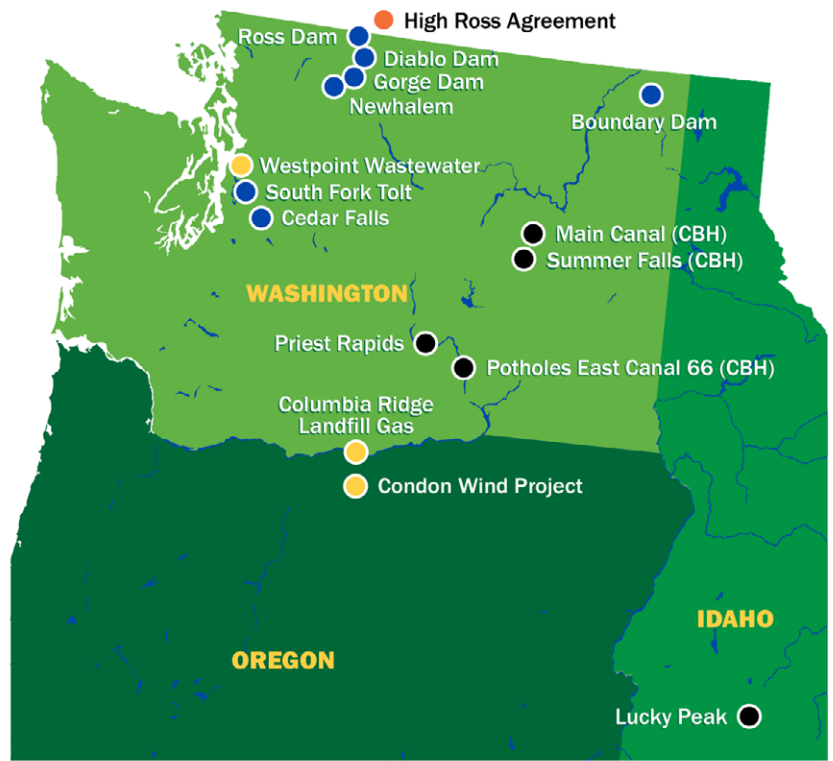 High Ross Agreement
Ross Dam
Diablo Dam
Gorge Dam
Newhalem
Boundary Dam
Westpoint Wastewater
South Fork Tolt
Cedar Falls
Main Canal (CBH)
Summer Falls (CBH)
WASHINGTON
Priest Rapids
Potholes East Canal 66 (CBH)
Columbia Ridge
Landfill Gas
Condon Wind Project
IDAHO
OREGON
Lucky Peak